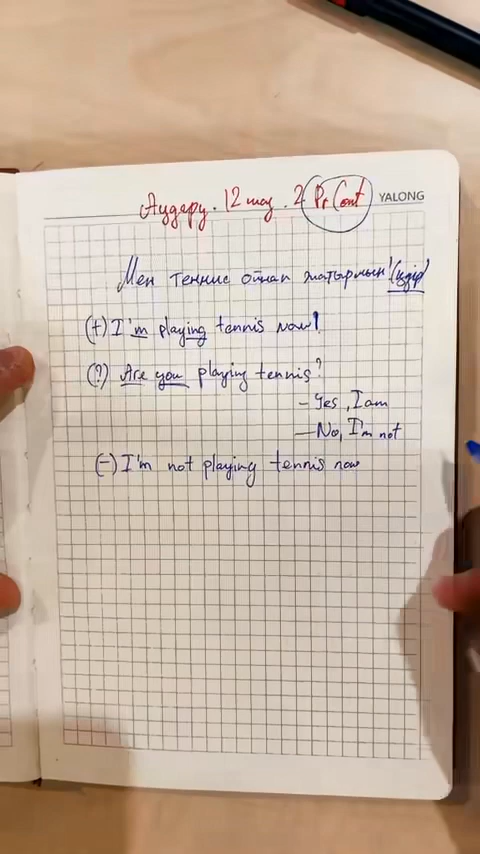 Аудару. 12 шақ. 2 Pr Cont
YALONG
Мен теннис ойнап жатырмын! (қазір)
(+) I'm playing tennis now!
(?) Are you playing tennis?
- Yes, I am
- No, I'm not
(-) I'm not playing tennis now